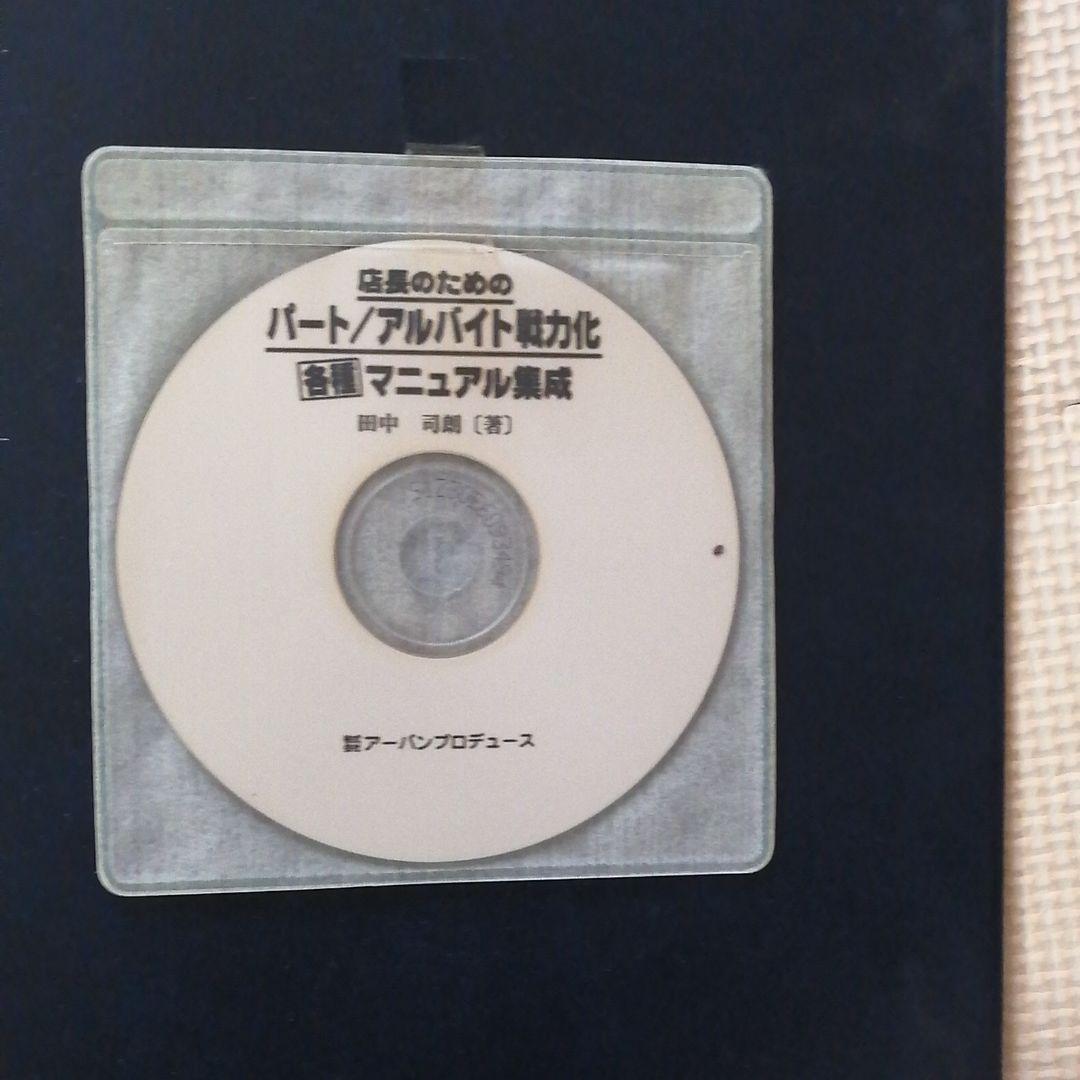 店長のための
パート/アルバイト戦力化
各種マニュアル集成
田中 司朗〔著〕
アーバンプロデュース